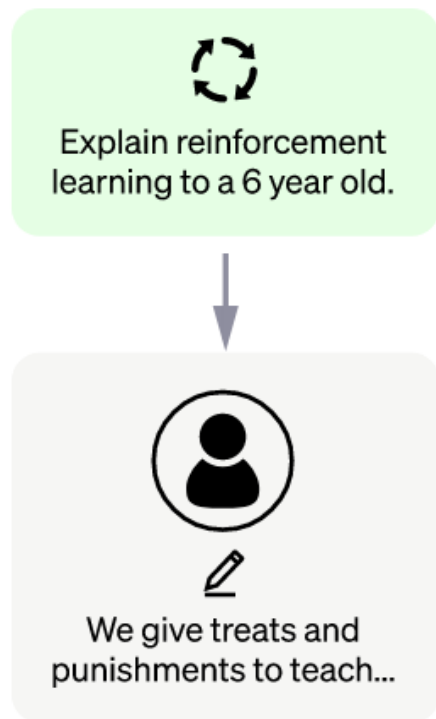 Explain reinforcement
learning to a 6 year old.
We give treats and
punishments to teach...